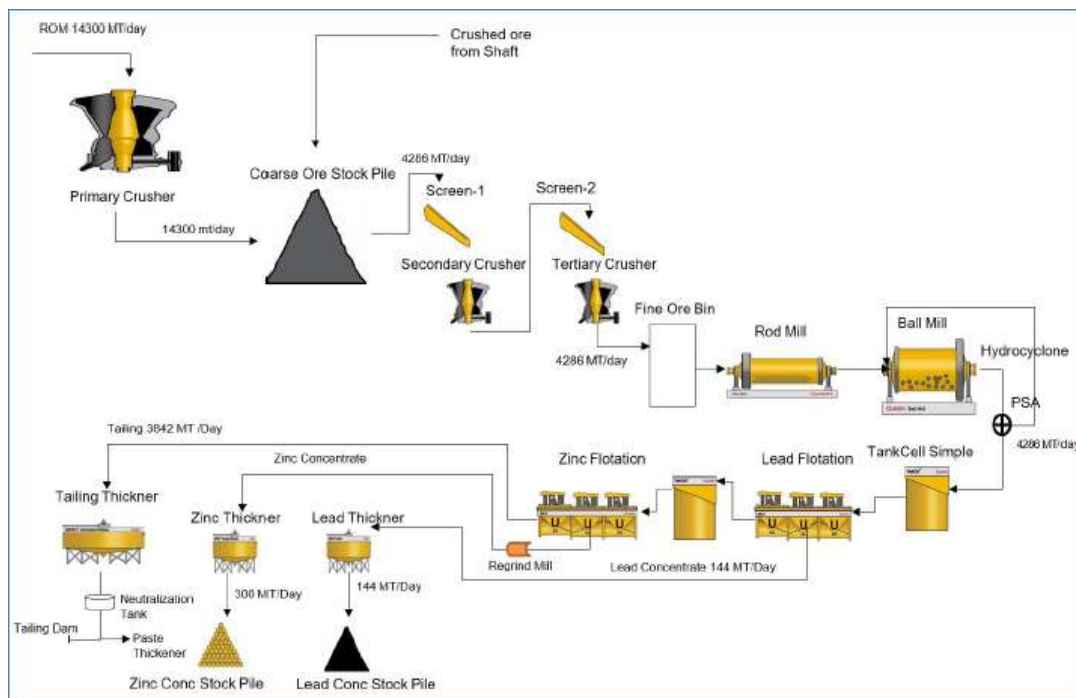 ROM 14300 MT/day
Crushed ore
from Shaft
Primary Crusher
14300 mt/day
Coarse Ore Stock Pile
4286 MT/day
Screen-1
Secondary Crusher
Screen-2
Tertiary Crusher
4286 MT/day
Fine Ore Bin
Rod Mill
Ball Mill
Hydrocyclone
PSA
4286 MT/day
TankCell Simple
Lead Flotation
Zinc Flotation
Tailing 3842 MT /Day
Zinc Concentrate
Tailing Thickner
Zinc Thickner
Lead Thickner
Regrind Mill
Lead Concentrate 144 MT/Day
300 MT/Day
144 MT/Day
Neutralization
Tank
Tailing Dam
Paste
Thickener
Zinc Conc Stock Pile
Lead Conc Stock Pile